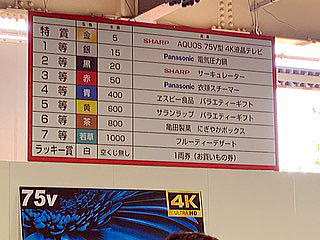 特賞 金 5 SHARP AQUOS 75V型 4K液晶テレビ
1等 銀 15 Panasonic 電気圧力鍋
2等 黒 20 SHARP サーキュレーター
3等 赤 50 Panasonic 衣類スチーマー
4等 青 400 エスビー食品 バラエティーギフト
5等 黄 600 サランラップ バラエティーギフト
6等 茶 800 亀田製菓 にぎやかボックス
7等 若草 1000 フルーティーデザート
ラッキー賞 白 空くじ無し 1両券(お買いもの券)
75V 4K
ULTRA HD